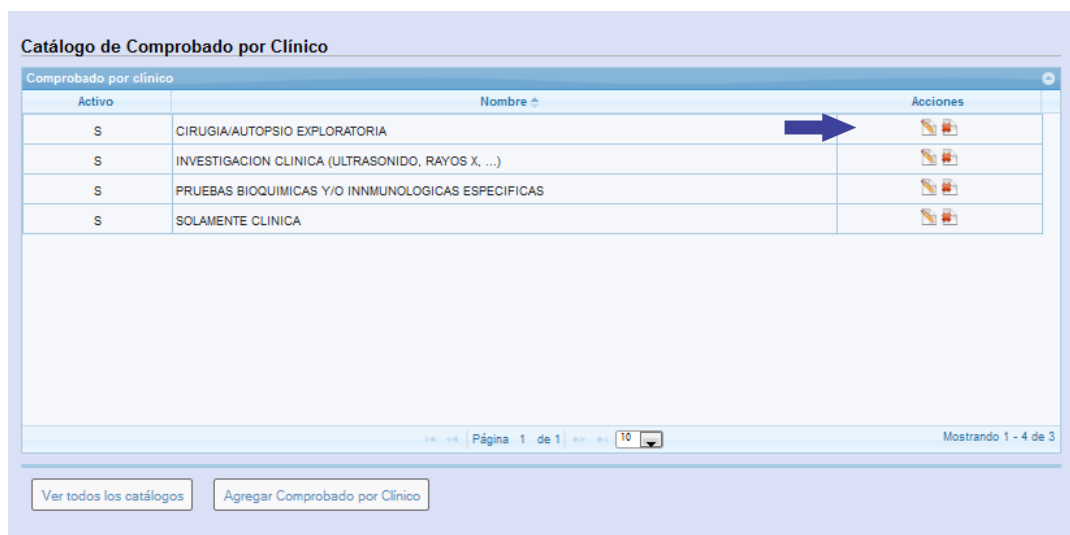 Catálogo de Comprobado por Clínico
Comprobado por clínico
Activo Nombre Acciones
S CIRUGIA/AUTOPSIO EXPLORATORIA
S INVESTIGACION CLINICA (ULTRASONIDO, RAYOS X, ...)
S PRUEBAS BIOQUIMICAS Y/O INNMUNOLOGICAS ESPECIFICAS
S SOLAMENTE CLINICA
Página 1 de 1 10 Mostrando 1 - 4 de 3
Ver todos los catálogos Agregar Comprobado por Clínico